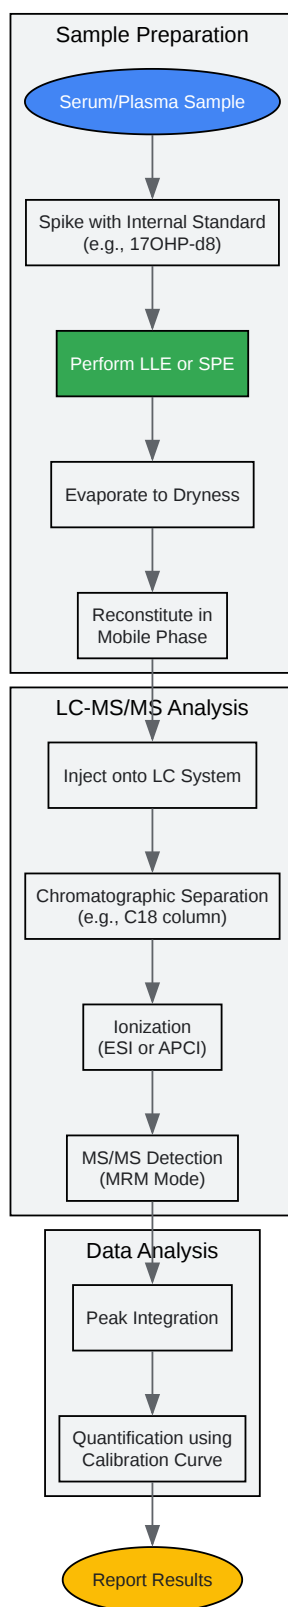 Sample Preparation
Serum/Plasma Sample
Spike with Internal Standard
(e.g., 17OHP-d8)
Perform LLE or SPE
Evaporate to Dryness
Reconstitute in
Mobile Phase
LC-MS/MS Analysis
Inject onto LC System
Chromatographic Separation
(e.g., C18 column)
Ionization
(ESI or APCI)
MS/MS Detection
(MRM Mode)
Data Analysis
Peak Integration
Quantification using
Calibration Curve
Report Results